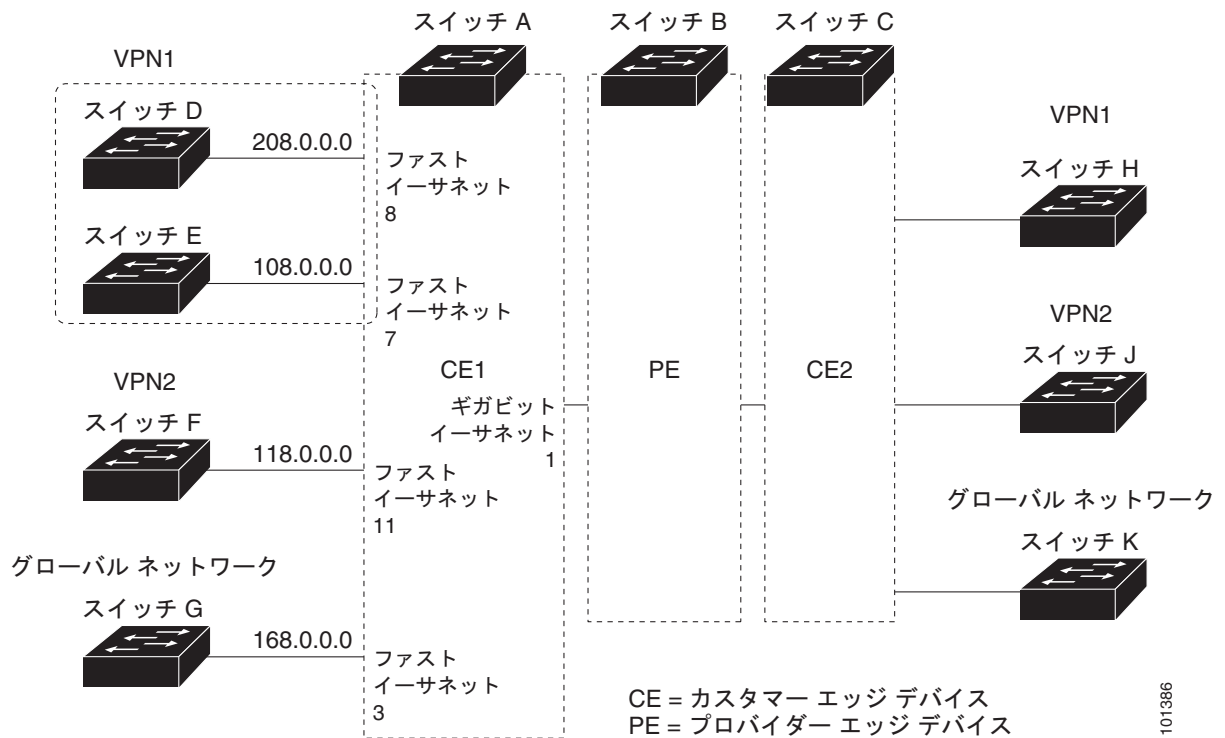 スイッチ A
スイッチ B
スイッチ C
VPN1
スイッチ D
208.0.0.0
ファスト
イーサネット
8
スイッチ E
108.0.0.0
ファスト
イーサネット
7
VPN2
スイッチ F
118.0.0.0
ファスト
イーサネット
11
グローバル ネットワーク
スイッチ G
168.0.0.0
ファスト
イーサネット
3
CE1
ギガビット
イーサネット
1
PE
CE2
VPN1
スイッチ H
VPN2
スイッチ J
グローバル ネットワーク
スイッチ K
CE = カスタマー エッジ デバイス
PE = プロバイダー エッジ デバイス
101386